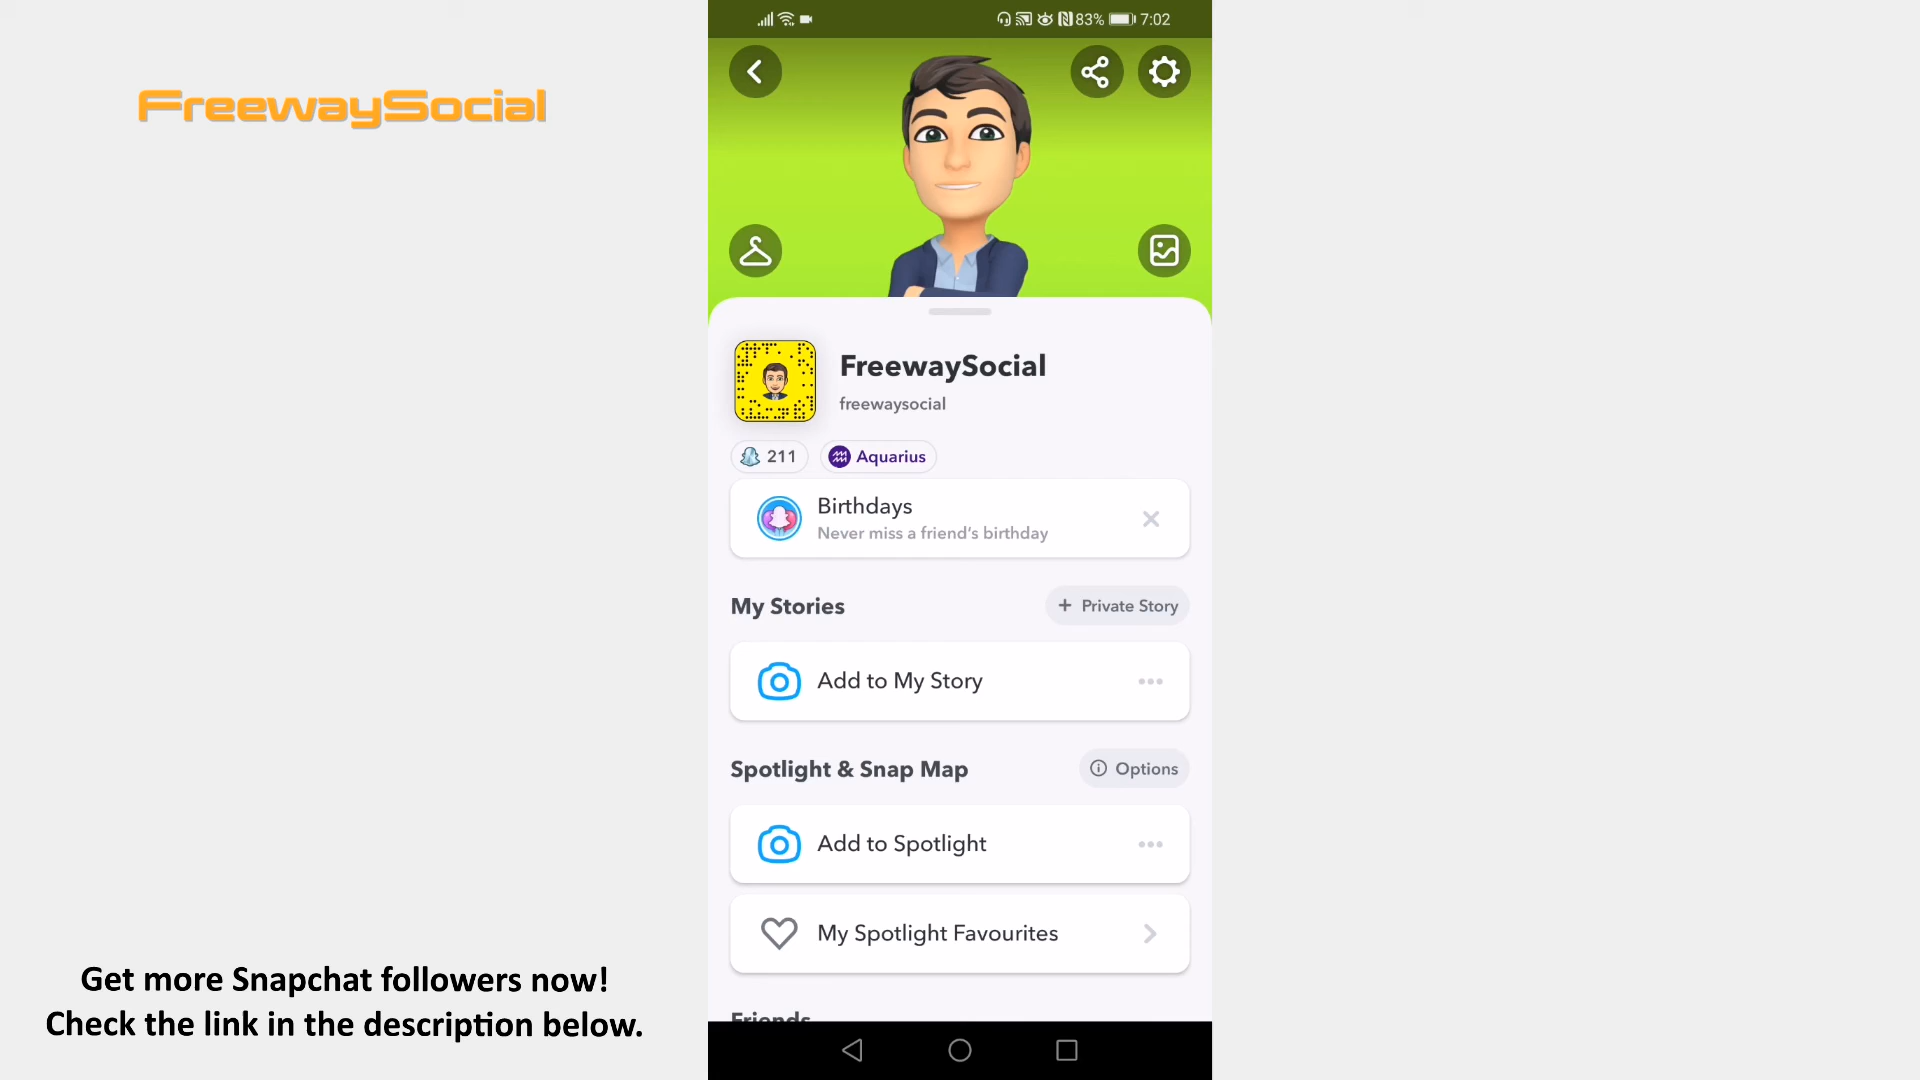 83% 7:02
FreewaySocial
FreewaySocial
freewaysocial
211 Aquarius
Birthdays
Never miss a friend's birthday
My Stories + Private Story
Add to My Story
Spotlight & Snap Map Options
Add to Spotlight
My Spotlight Favourites
Friends
Get more Snapchat followers now!
Check the link in the description below.